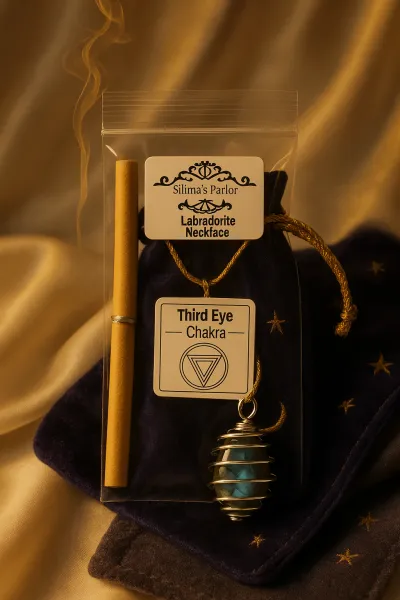 Silima's Parlor
Labradorite
Neckface
Third Eye
Chakra